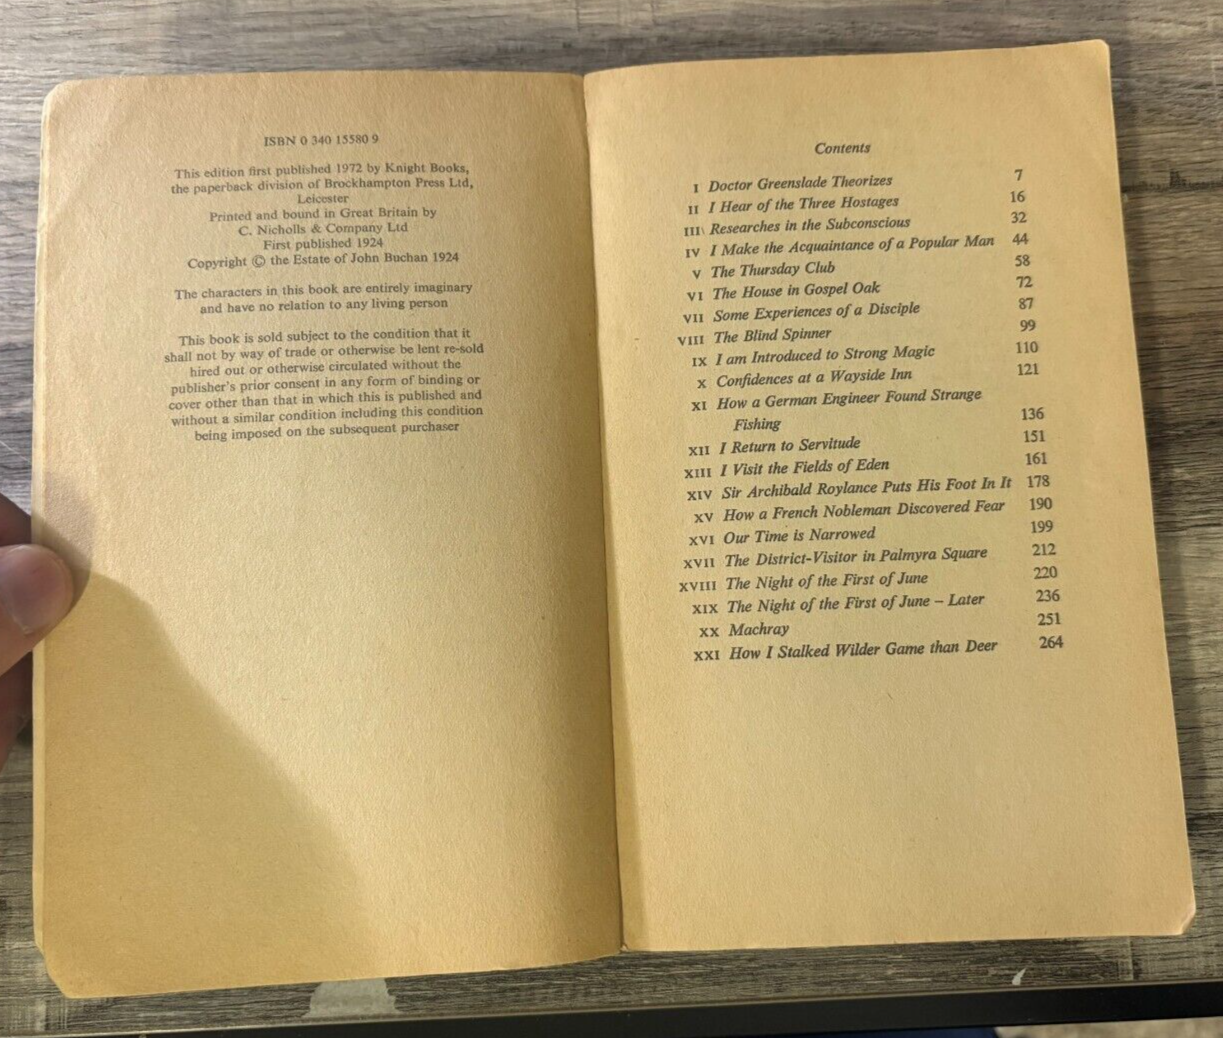 ISBN 0 340 15580 9
This edition first published 1972 by Knight Books,
the paperback division of Brockhampton Press Ltd,
Leicester
Printed and bound in Great Britain by
C. Nicholls & Company Ltd
First published 1924
Copyright © the Estate of John Buchan 1924
The characters in this book are entirely imaginary
and have no relation to any living person
This book is sold subject to the condition that it
shall not by way of trade or otherwise be lent re-sold
hired out or otherwise circulated without the
publisher's prior consent in any form of binding or
cover other than that in which this is published and
without a similar condition including this condition
being imposed on the subsequent purchaser
Contents
I Doctor Greenslade Theorizes 7
II I Hear of the Three Hostages 16
III Researches in the Subconscious 32
IV I Make the Acquaintance of a Popular Man 44
V The Thursday Club 58
VI The House in Gospel Oak 72
VII Some Experiences of a Disciple 87
VIII The Blind Spinner 99
IX I am Introduced to Strong Magic 110
X Confidences at a Wayside Inn 121
XI How a German Engineer Found Strange
Fishing 136
XII I Return to Servitude 151
XIII I Visit the Fields of Eden 161
XIV Sir Archibald Roylance Puts His Foot In It 178
XV How a French Nobleman Discovered Fear 190
XVI Our Time is Narrowed 199
XVII The District-Visitor in Palmyra Square 212
XVIII The Night of the First of June 220
XIX The Night of the First of June – Later 236
XX Machray 251
XXI How I Stalked Wilder Game than Deer 264